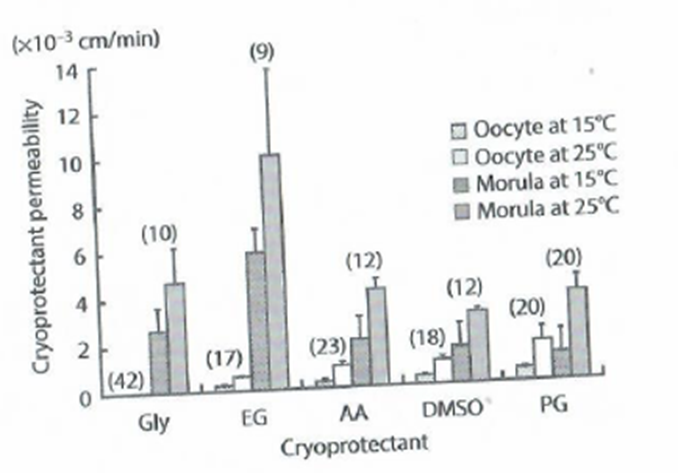 (×10⁻³ cm/min)
14
12
10
8
6
4
2
0
Cryoprotectant permeability
(42)
(10)
(17)
(9)
(23)
(12)
(18)
(12)
(20)
(20)
Oocyte at 15°C
Oocyte at 25°C
Morula at 15°C
Morula at 25°C
Gly
EG
AA
DMSO
PG
Cryoprotectant